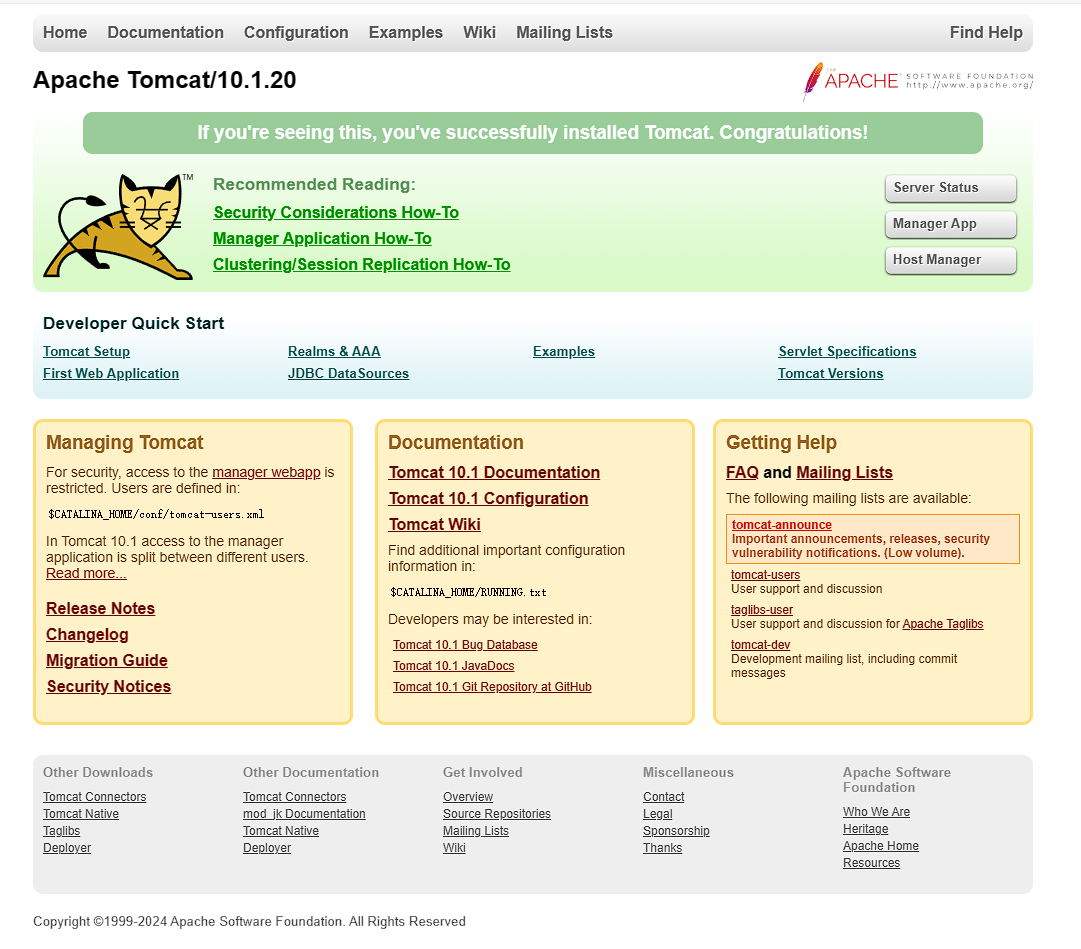 Home Documentation Configuration Examples Wiki Mailing Lists Find Help
Apache Tomcat/10.1.20
THE APACHE® SOFTWARE FOUNDATION
http://www.apache.org/
If you're seeing this, you've successfully installed Tomcat. Congratulations!
TM
Recommended Reading:
Security Considerations How-To
Manager Application How-To
Clustering/Session Replication How-To
Server Status
Manager App
Host Manager
Developer Quick Start
Tomcat Setup
First Web Application
Realms & AAA
JDBC DataSources
Examples
Servlet Specifications
Tomcat Versions
Managing Tomcat
For security, access to the manager webapp is
restricted. Users are defined in:
$CATALINA_HOME/conf/tomcat-users.xml
In Tomcat 10.1 access to the manager
application is split between different users.
Read more...
Release Notes
Changelog
Migration Guide
Security Notices
Documentation
Tomcat 10.1 Documentation
Tomcat 10.1 Configuration
Tomcat Wiki
Find additional important configuration
information in:
$CATALINA_HOME/RUNNING.txt
Developers may be interested in:
Tomcat 10.1 Bug Database
Tomcat 10.1 JavaDocs
Tomcat 10.1 Git Repository at GitHub
Getting Help
FAQ and Mailing Lists
The following mailing lists are available:
tomcat-announce
Important announcements, releases, security
vulnerability notifications. (Low volume).
tomcat-users
User support and discussion
taglibs-user
User support and discussion for Apache Taglibs
tomcat-dev
Development mailing list, including commit
messages
Other Downloads
Tomcat Connectors
Tomcat Native
Taglibs
Deployer
Other Documentation
Tomcat Connectors
mod_jk Documentation
Tomcat Native
Deployer
Get Involved
Overview
Source Repositories
Mailing Lists
Wiki
Miscellaneous
Contact
Legal
Sponsorship
Thanks
Apache Software
Foundation
Who We Are
Heritage
Apache Home
Resources
Copyright ©1999-2024 Apache Software Foundation. All Rights Reserved